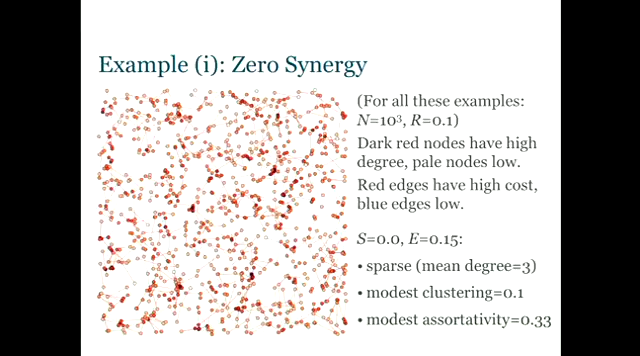 Example (i): Zero Synergy
(For all these examples:
N=10³, R=0.1)
Dark red nodes have high
degree, pale nodes low.
Red edges have high cost,
blue edges low.
S=0.0, E=0.15:
• sparse (mean degree=3)
• modest clustering=0.1
• modest assortativity=0.33